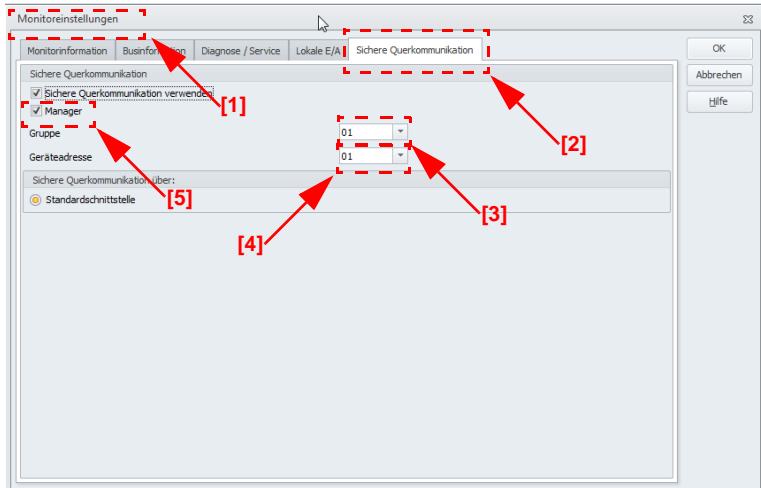 Monitoreinstellungen
Monitorinformation Businformation Diagnose / Service Lokale E/A Sichere Querkommunikation OK
Sichere Querkommunikation Abbrechen
Sichere Querkommunikation verwenden
Hilfe
[1]
Manager
[2]
Gruppe 01
Geräteadresse 01
Sichere Querkommunikation über:
[5]
Standardschnittstelle
[3]
[4]